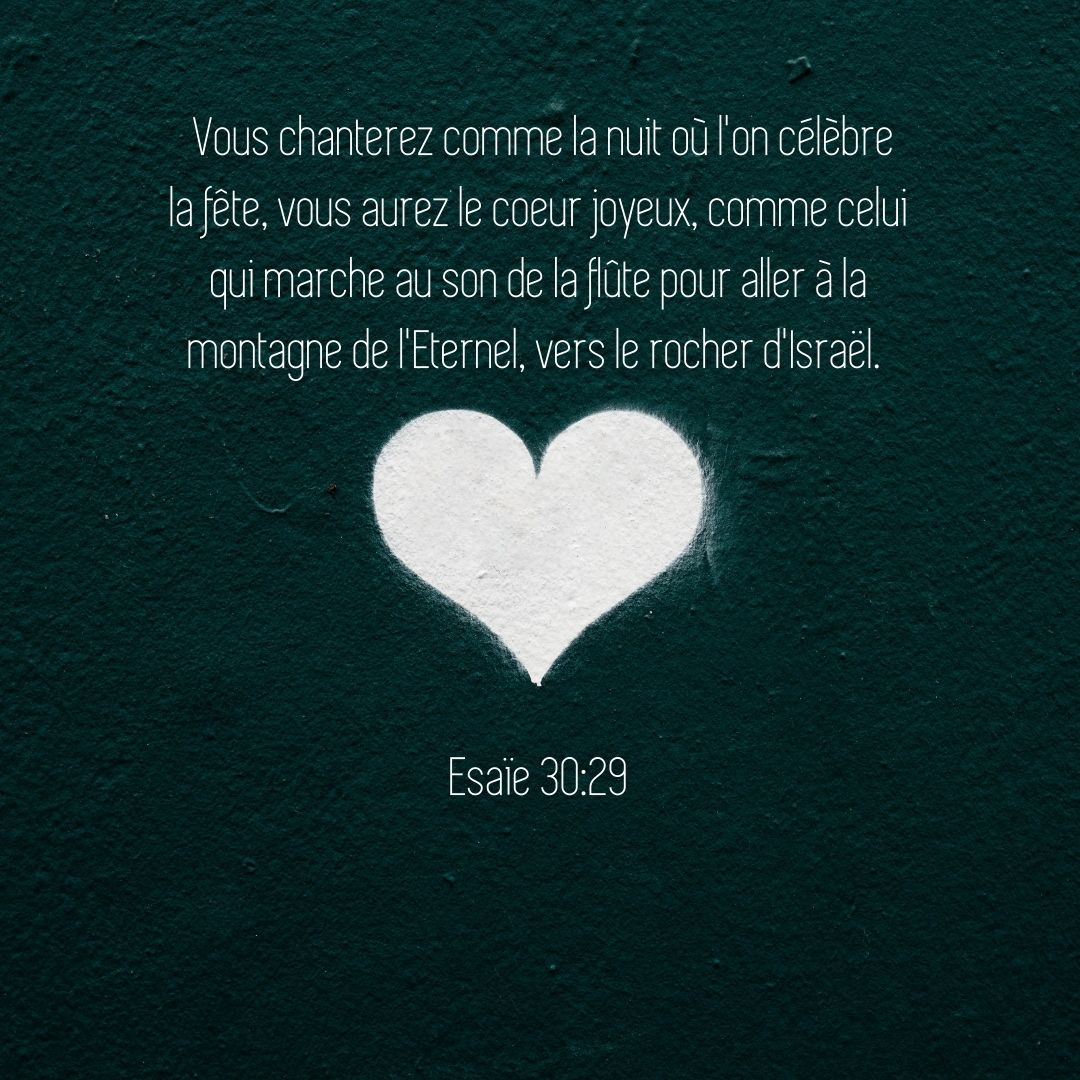 Vous chanterez comme la nuit où l'on célèbre
la fête, vous aurez le coeur joyeux, comme celui
qui marche au son de la flûte pour aller à la
montagne de l'Eternel, vers le rocher d'Israël.
Esaïe 30:29